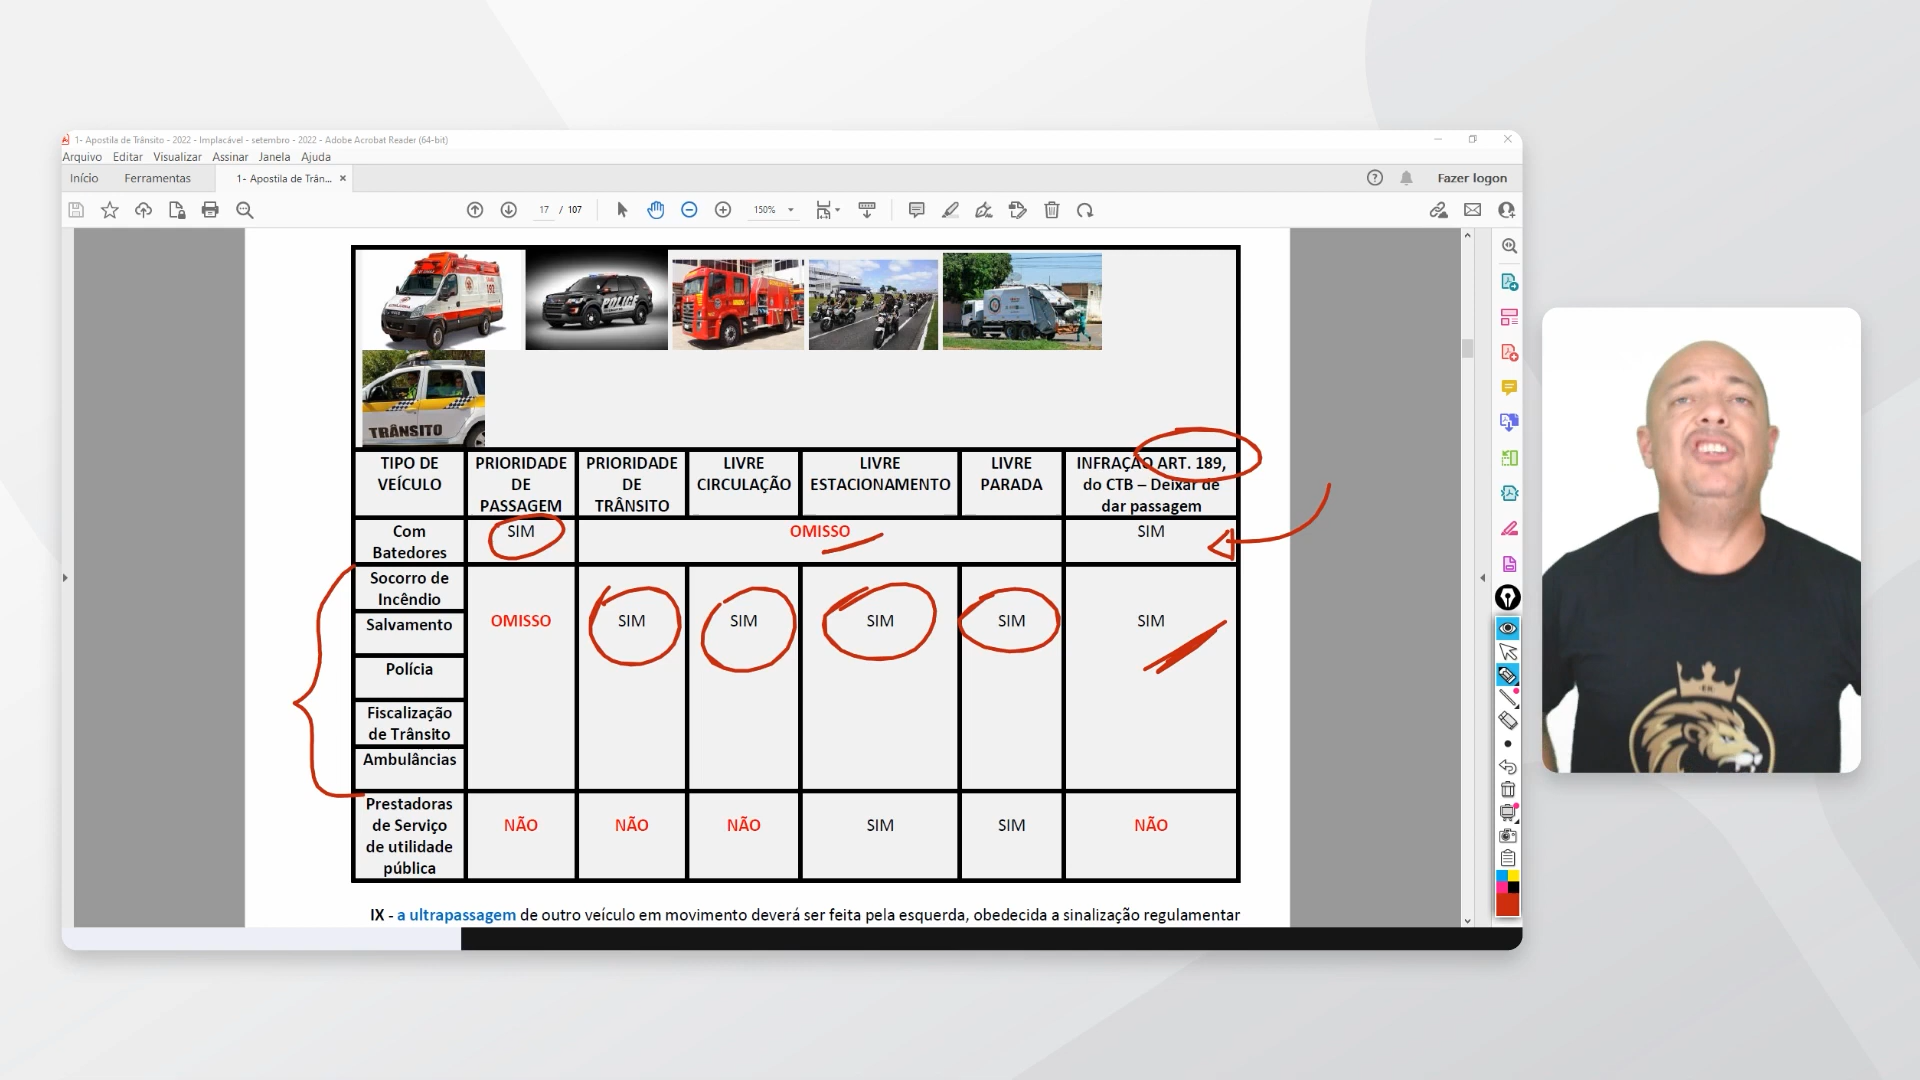 1- Apostila de Trânsito - 2022 - Implacável - setembro - 2022 - Adobe Acrobat Reader (64-bit)
Arquivo Editar Visualizar Assinar Janela Ajuda
Início Ferramentas 1- Apostila de Trân... Fazer logon
17 / 107 150%
192
POLICE
TRÂNSITO
TIPO DE VEÍCULO
PRIORIDADE DE PASSAGEM
PRIORIDADE DE TRÂNSITO
LIVRE CIRCULAÇÃO
LIVRE ESTACIONAMENTO
LIVRE PARADA
INFRAÇÃO ART. 189, do CTB – Deixar de dar passagem
Com Batedores
SIM
OMISSO
SIM
Socorro de Incêndio
Salvamento
Polícia
Fiscalização de Trânsito
Ambulâncias
OMISSO
SIM
SIM
SIM
SIM
SIM
Prestadoras de Serviço de utilidade pública
NÃO
NÃO
NÃO
SIM
SIM
NÃO
IX - a ultrapassagem de outro veículo em movimento deverá ser feita pela esquerda, obedecida a sinalização regulamentar